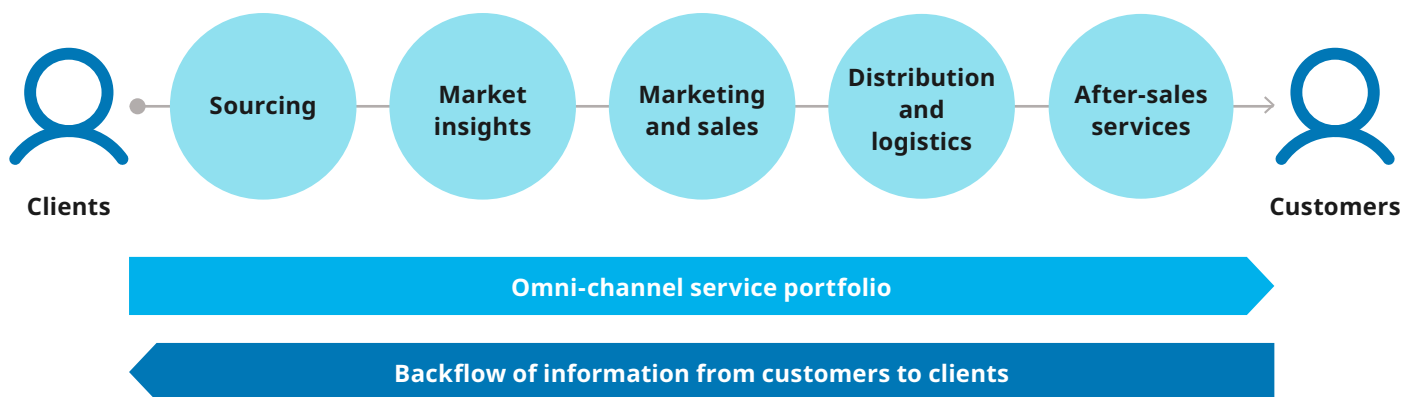 Sourcing
Market
insights
Marketing
and sales
Distribution
and
logistics
After-sales
services
Clients
Customers
Omni-channel service portfolio
Backflow of information from customers to clients